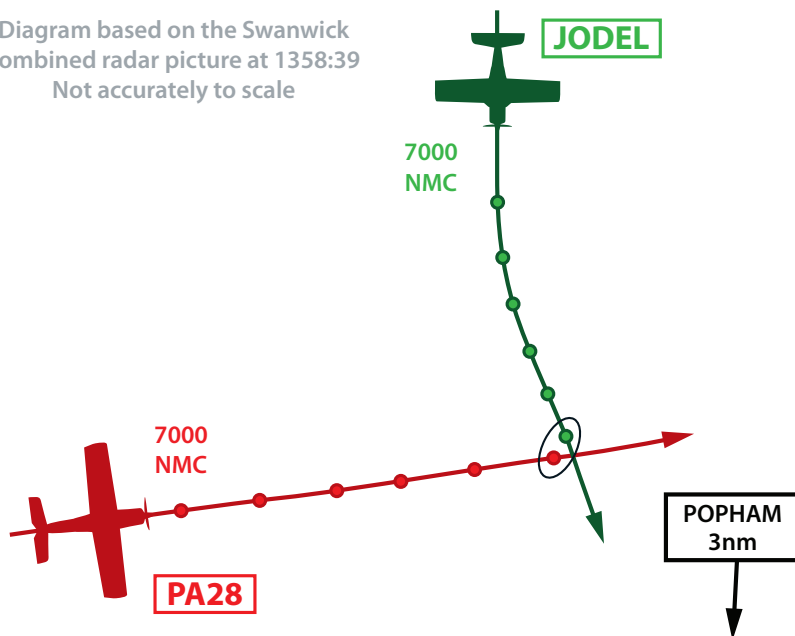 Diagram based on the Swanwick
ombined radar picture at 1358:39
Not accurately to scale
JODEL
7000
NMC
7000
NMC
PA28
POPHAM
3nm